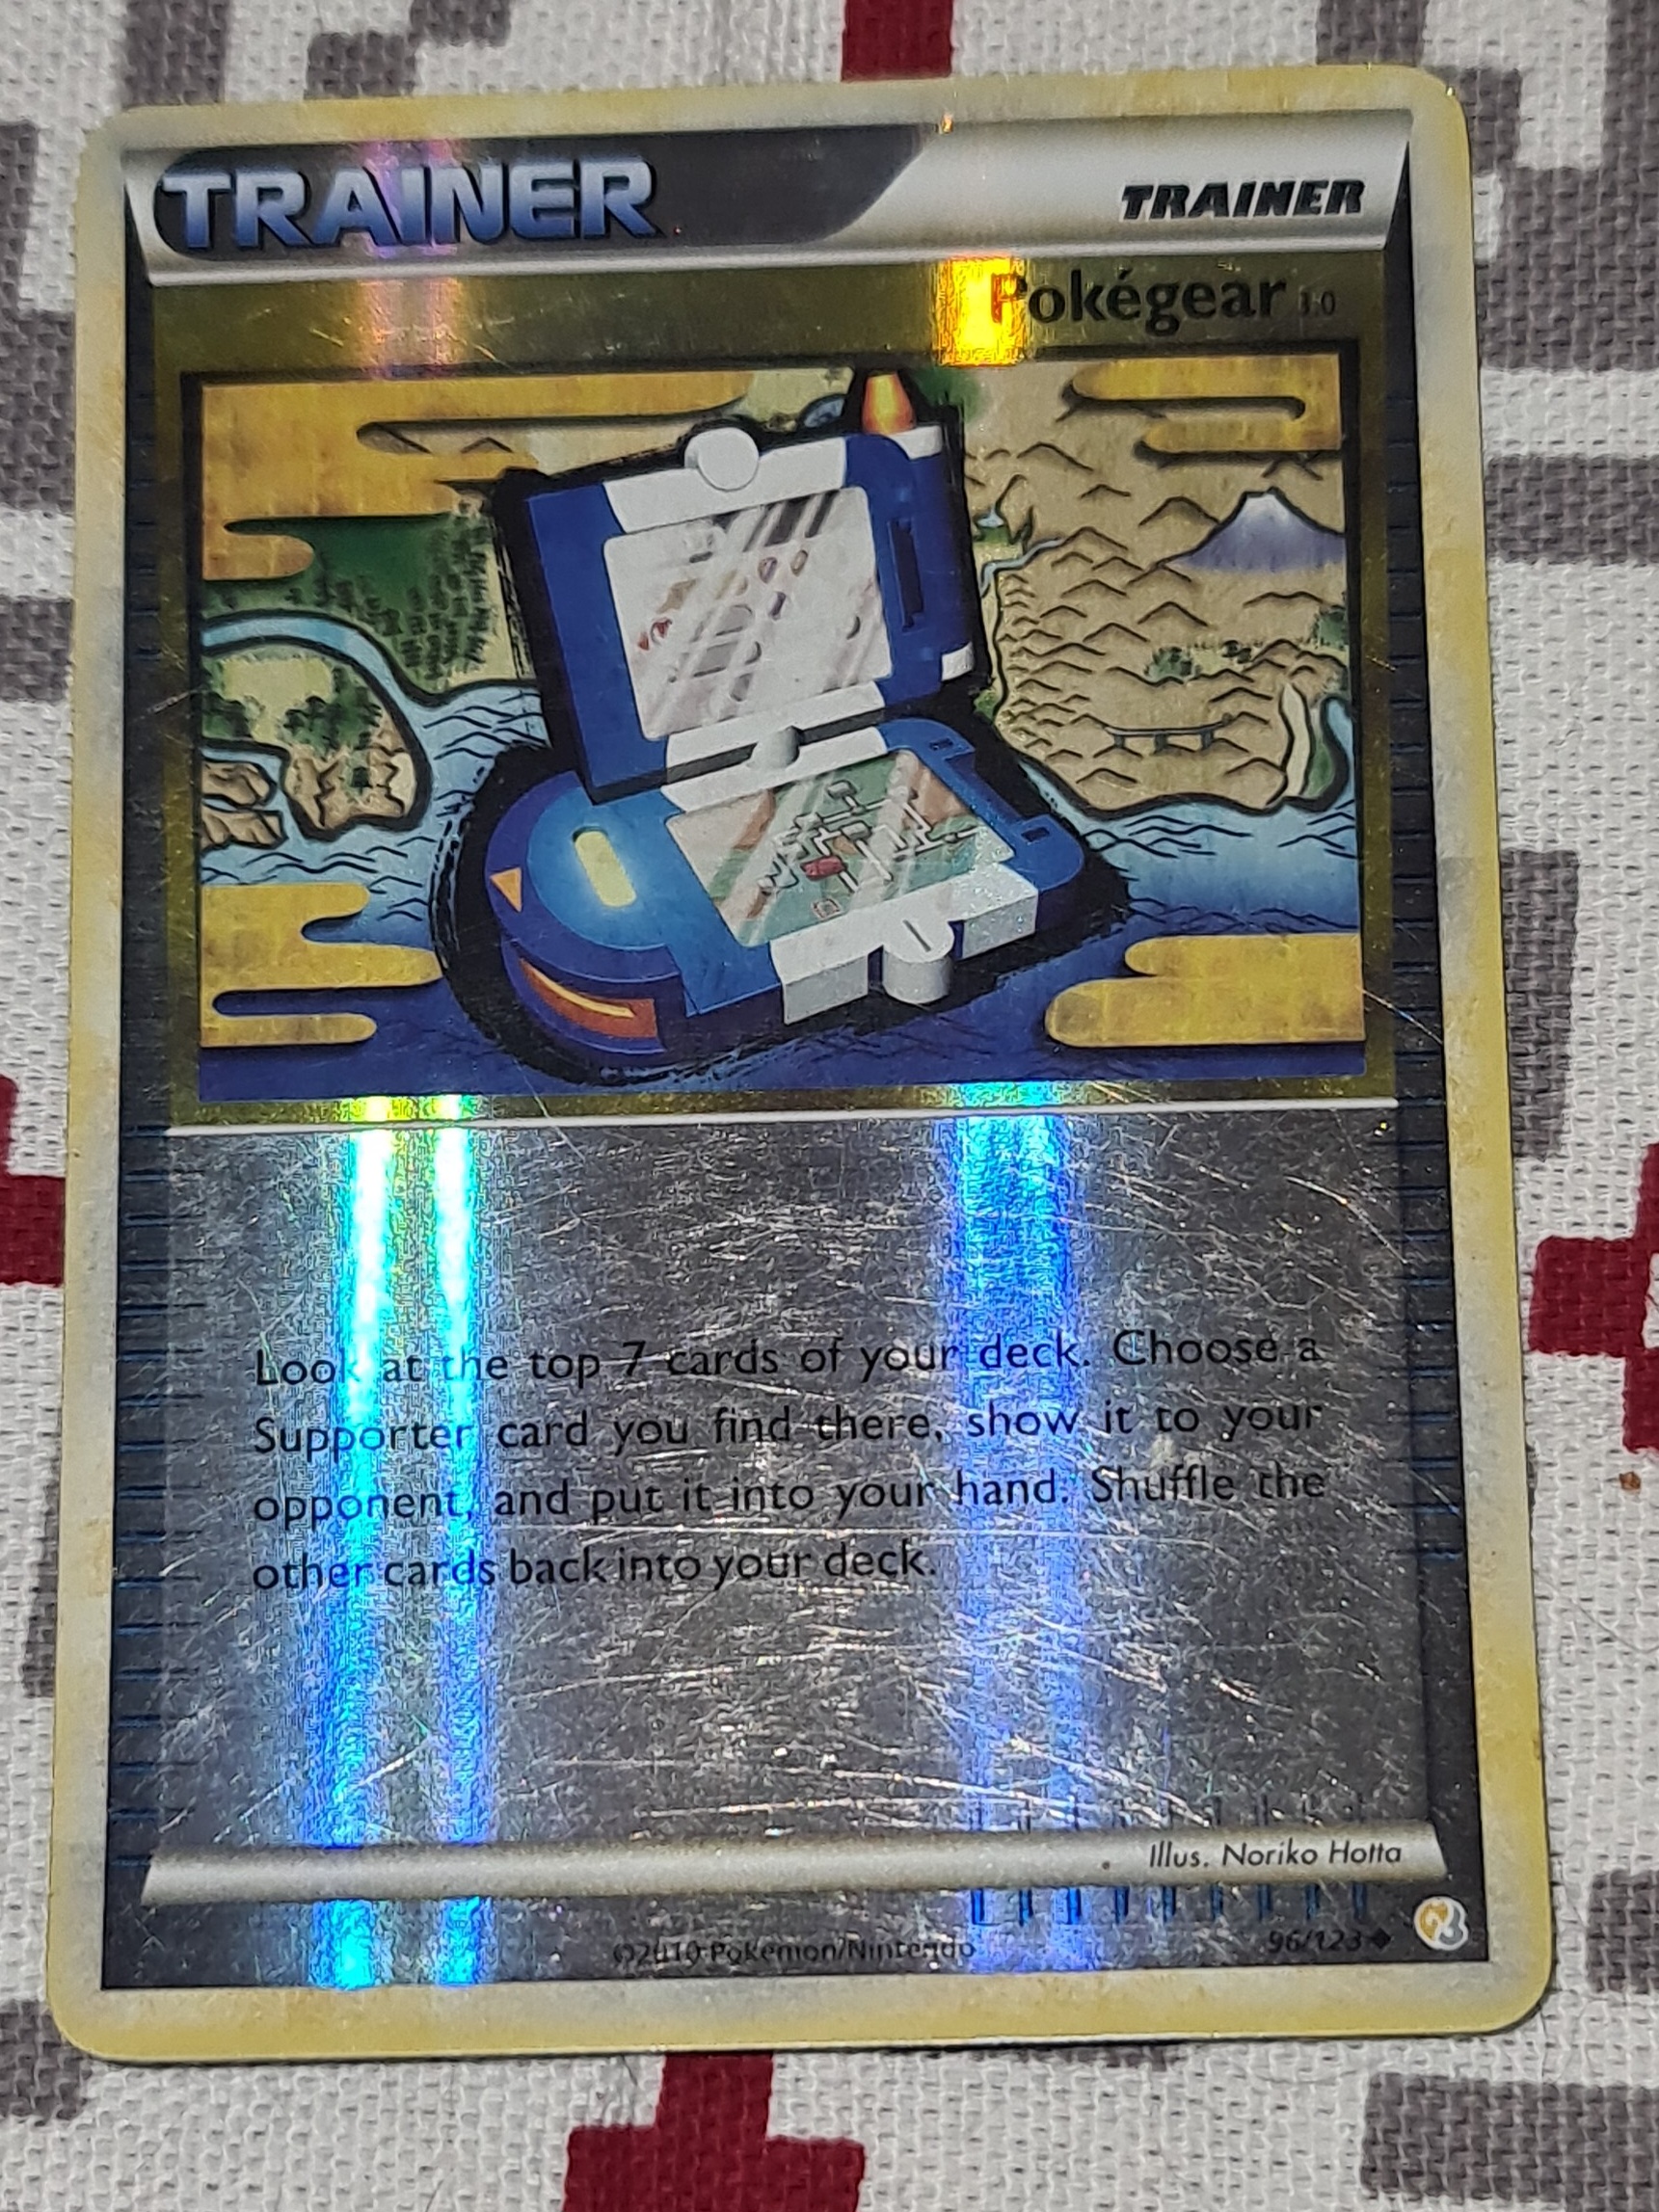 TRAINER
TRAINER
Pokégear 3.0
Look at the top 7 cards of your deck. Choose a
Supporter card you find there, show it to your
opponent, and put it into your hand. Shuffle the
other cards back into your deck.
Illus. Noriko Hotta
©2010 Pokémon/Nintendo
96/123